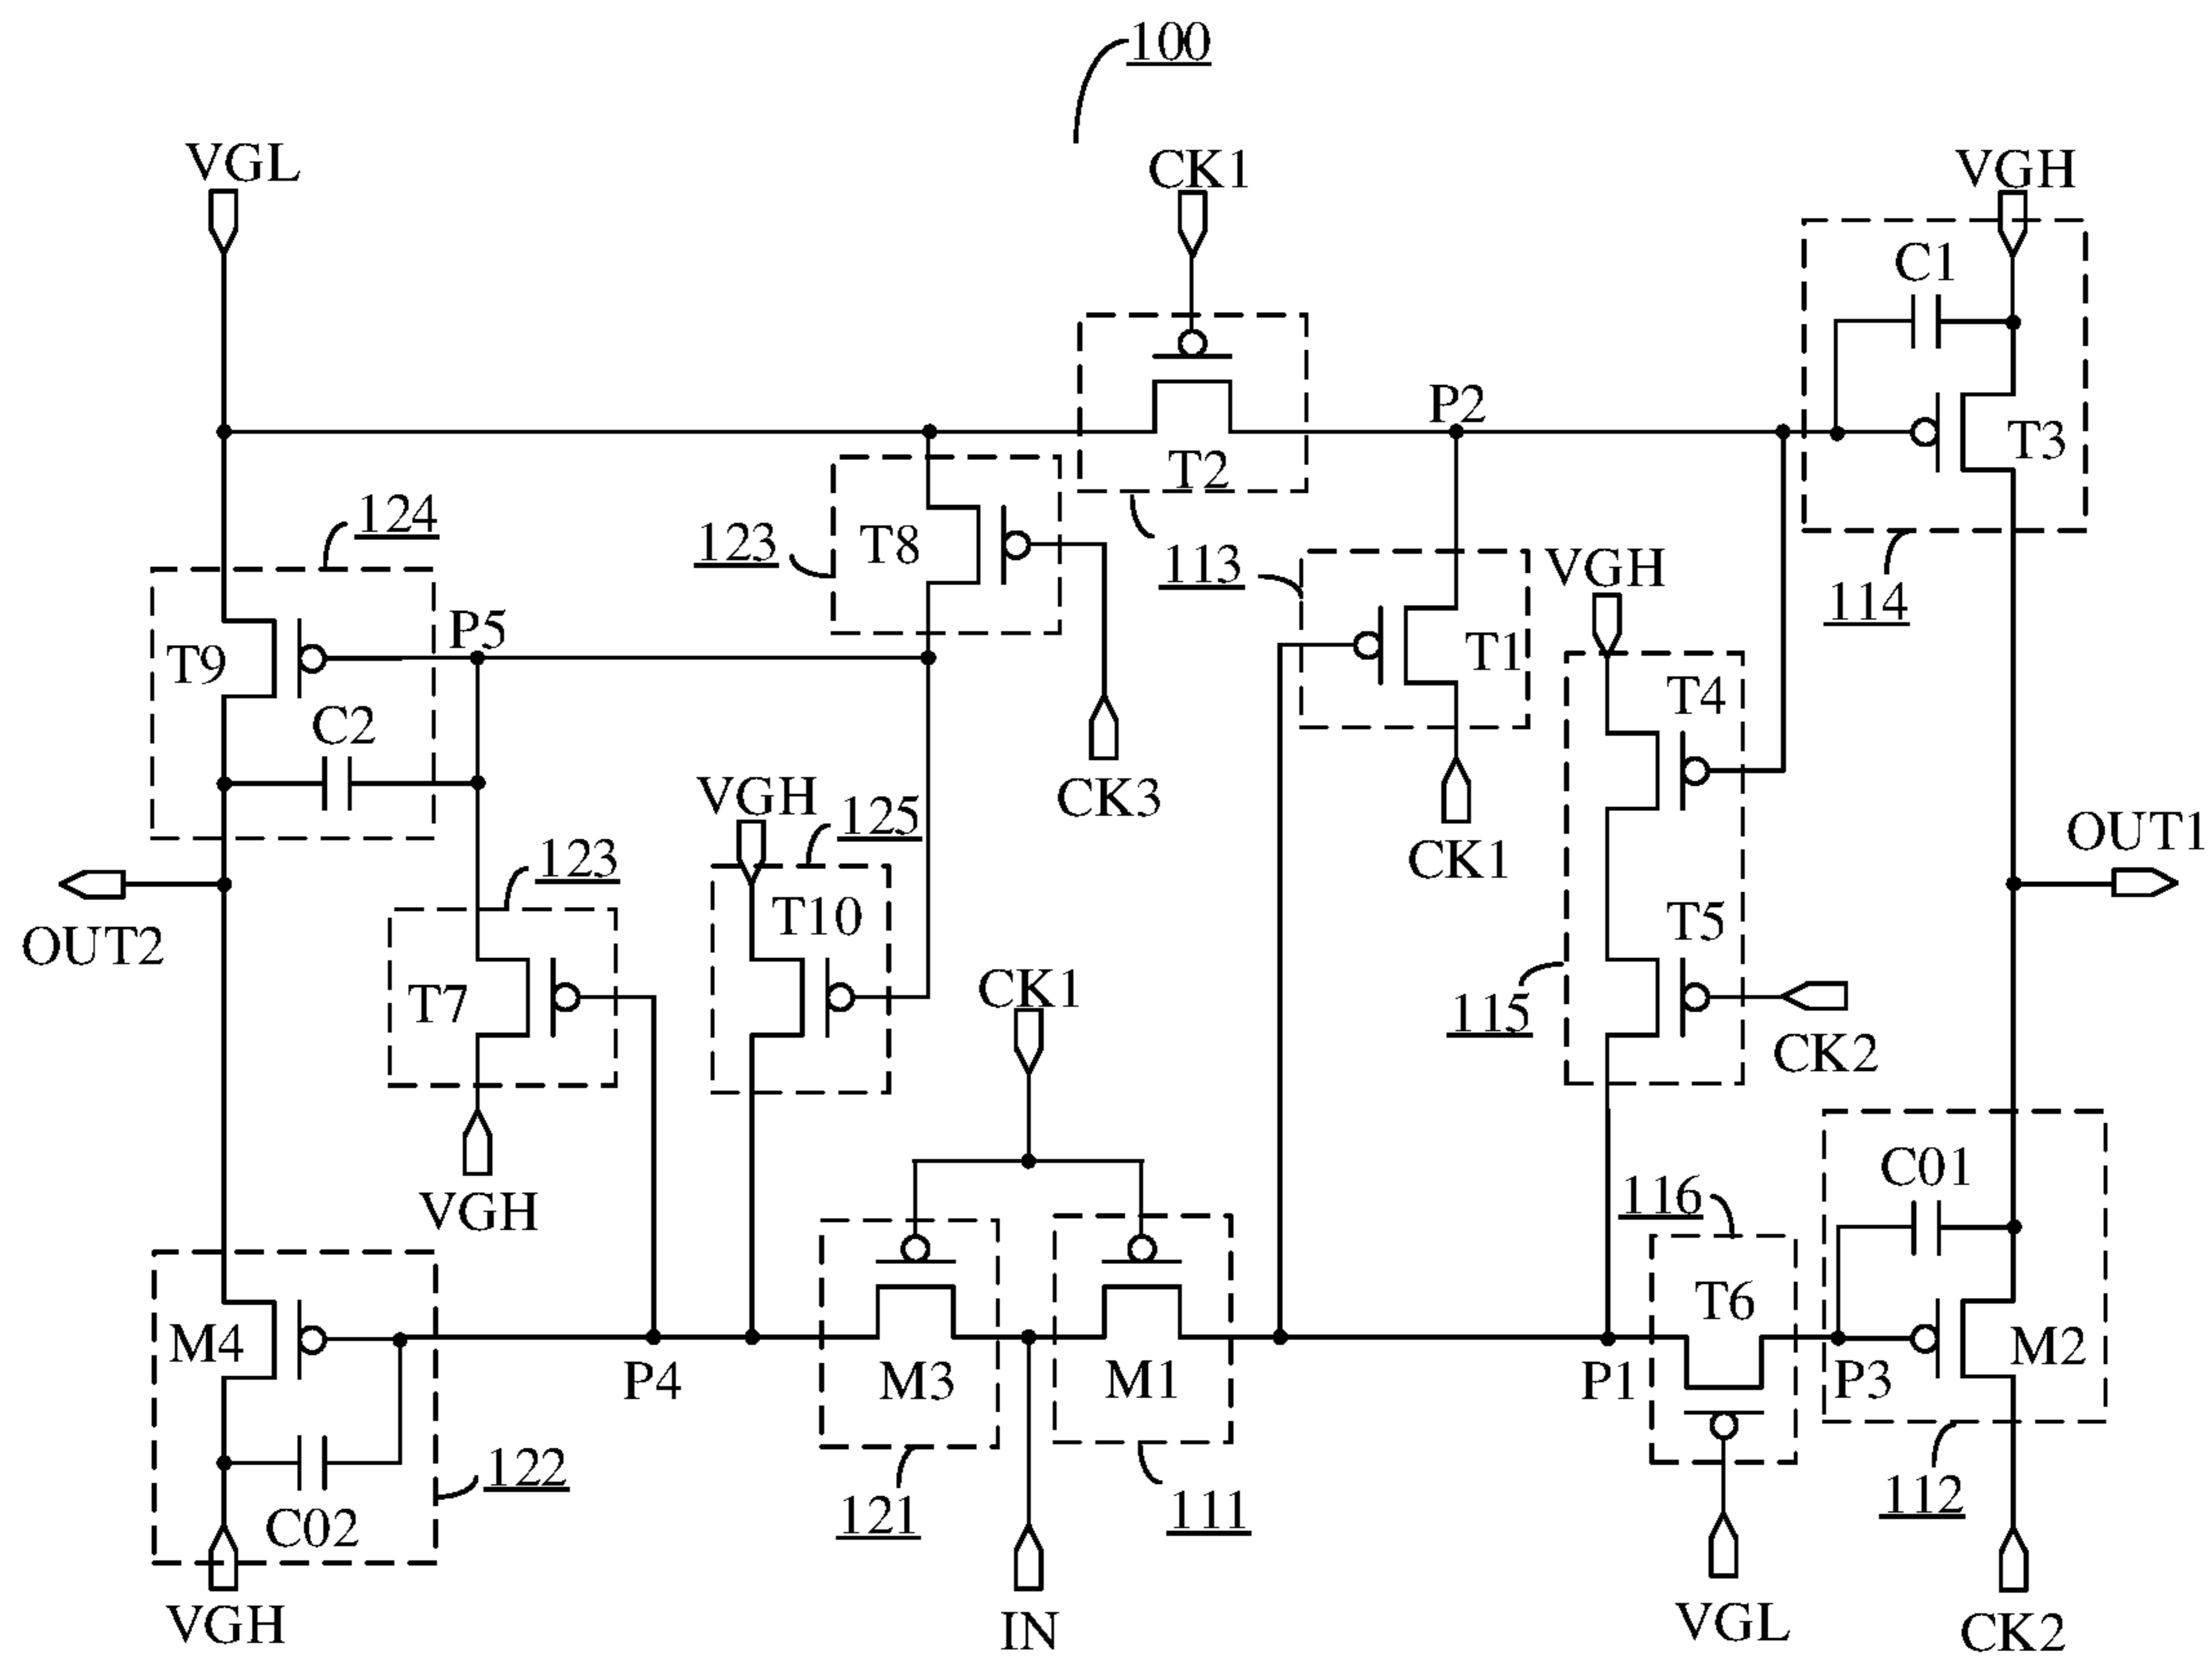 100
VGL
CK1
VGH
C1
P2
T3
T2
124
123
T8
113
113
VGH
114
P5
T9
T1
T4
C2
CK3
VGH
125
OUT1
CK1
123
T10
T5
OUT2
T7
CK1
115
CK2
C01
116
VGH
T6
M4
P4
M3
M1
P1
P3
M2
122
121
111
112
C02
VGH
IN
VGL
CK2